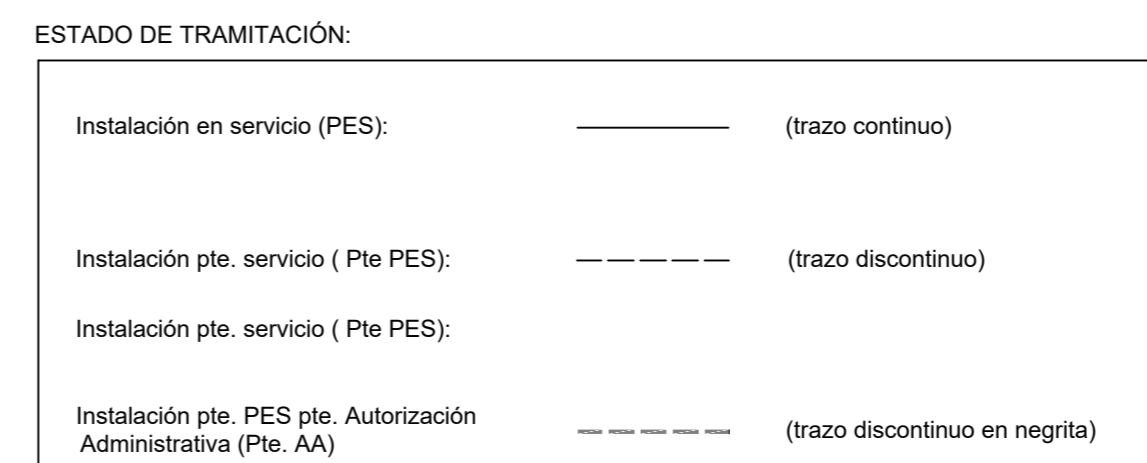 ESTADO DE TRAMITACIÓN:
Instalación en servicio (PES): (trazo continuo)
Instalación pte. servicio ( Pte PES): (trazo discontinuo)
Instalación pte. servicio ( Pte PES):
Instalación pte. PES pte. Autorización
Administrativa (Pte. AA) (trazo discontinuo en negrita)